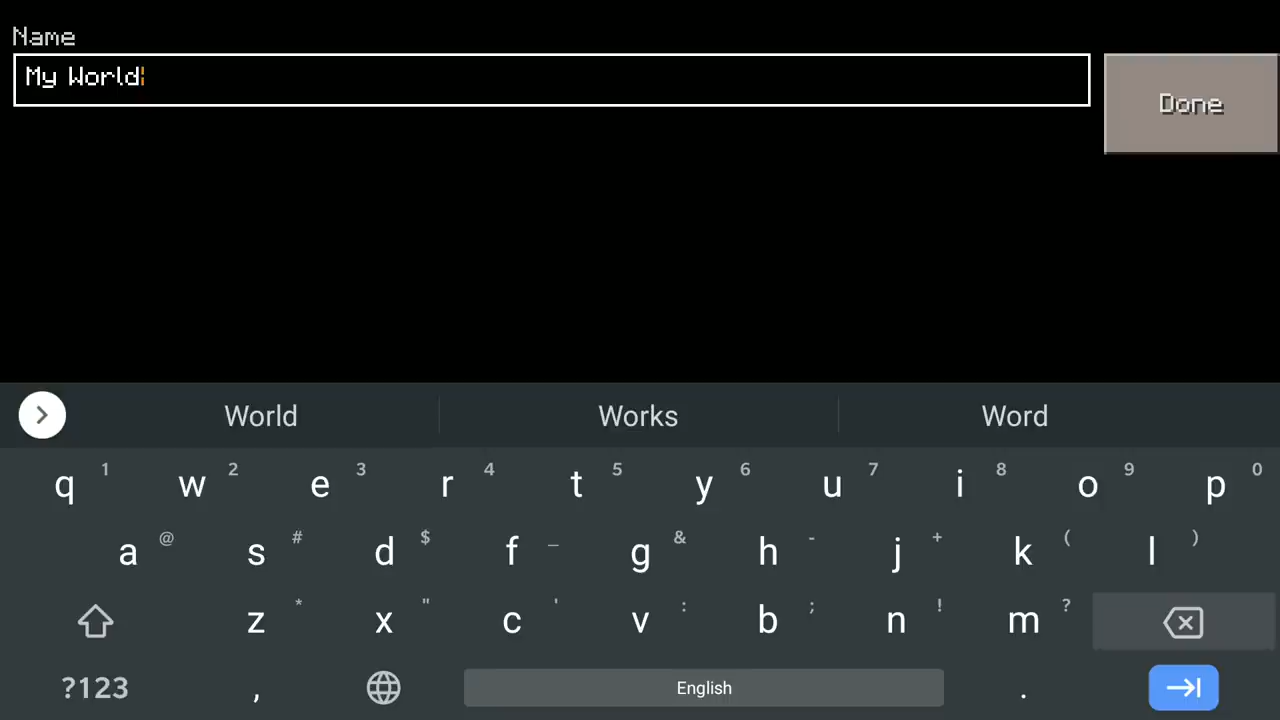 Name
My World
Done
World Works Word
q 1 w 2 e 3 r 4 t 5 y 6 u 7 i 8 o 9 p 0
a @ s # d $ f _ g & h - j + k ( l )
z * x " c ' v : b ; n ! m ?
?123 , English .